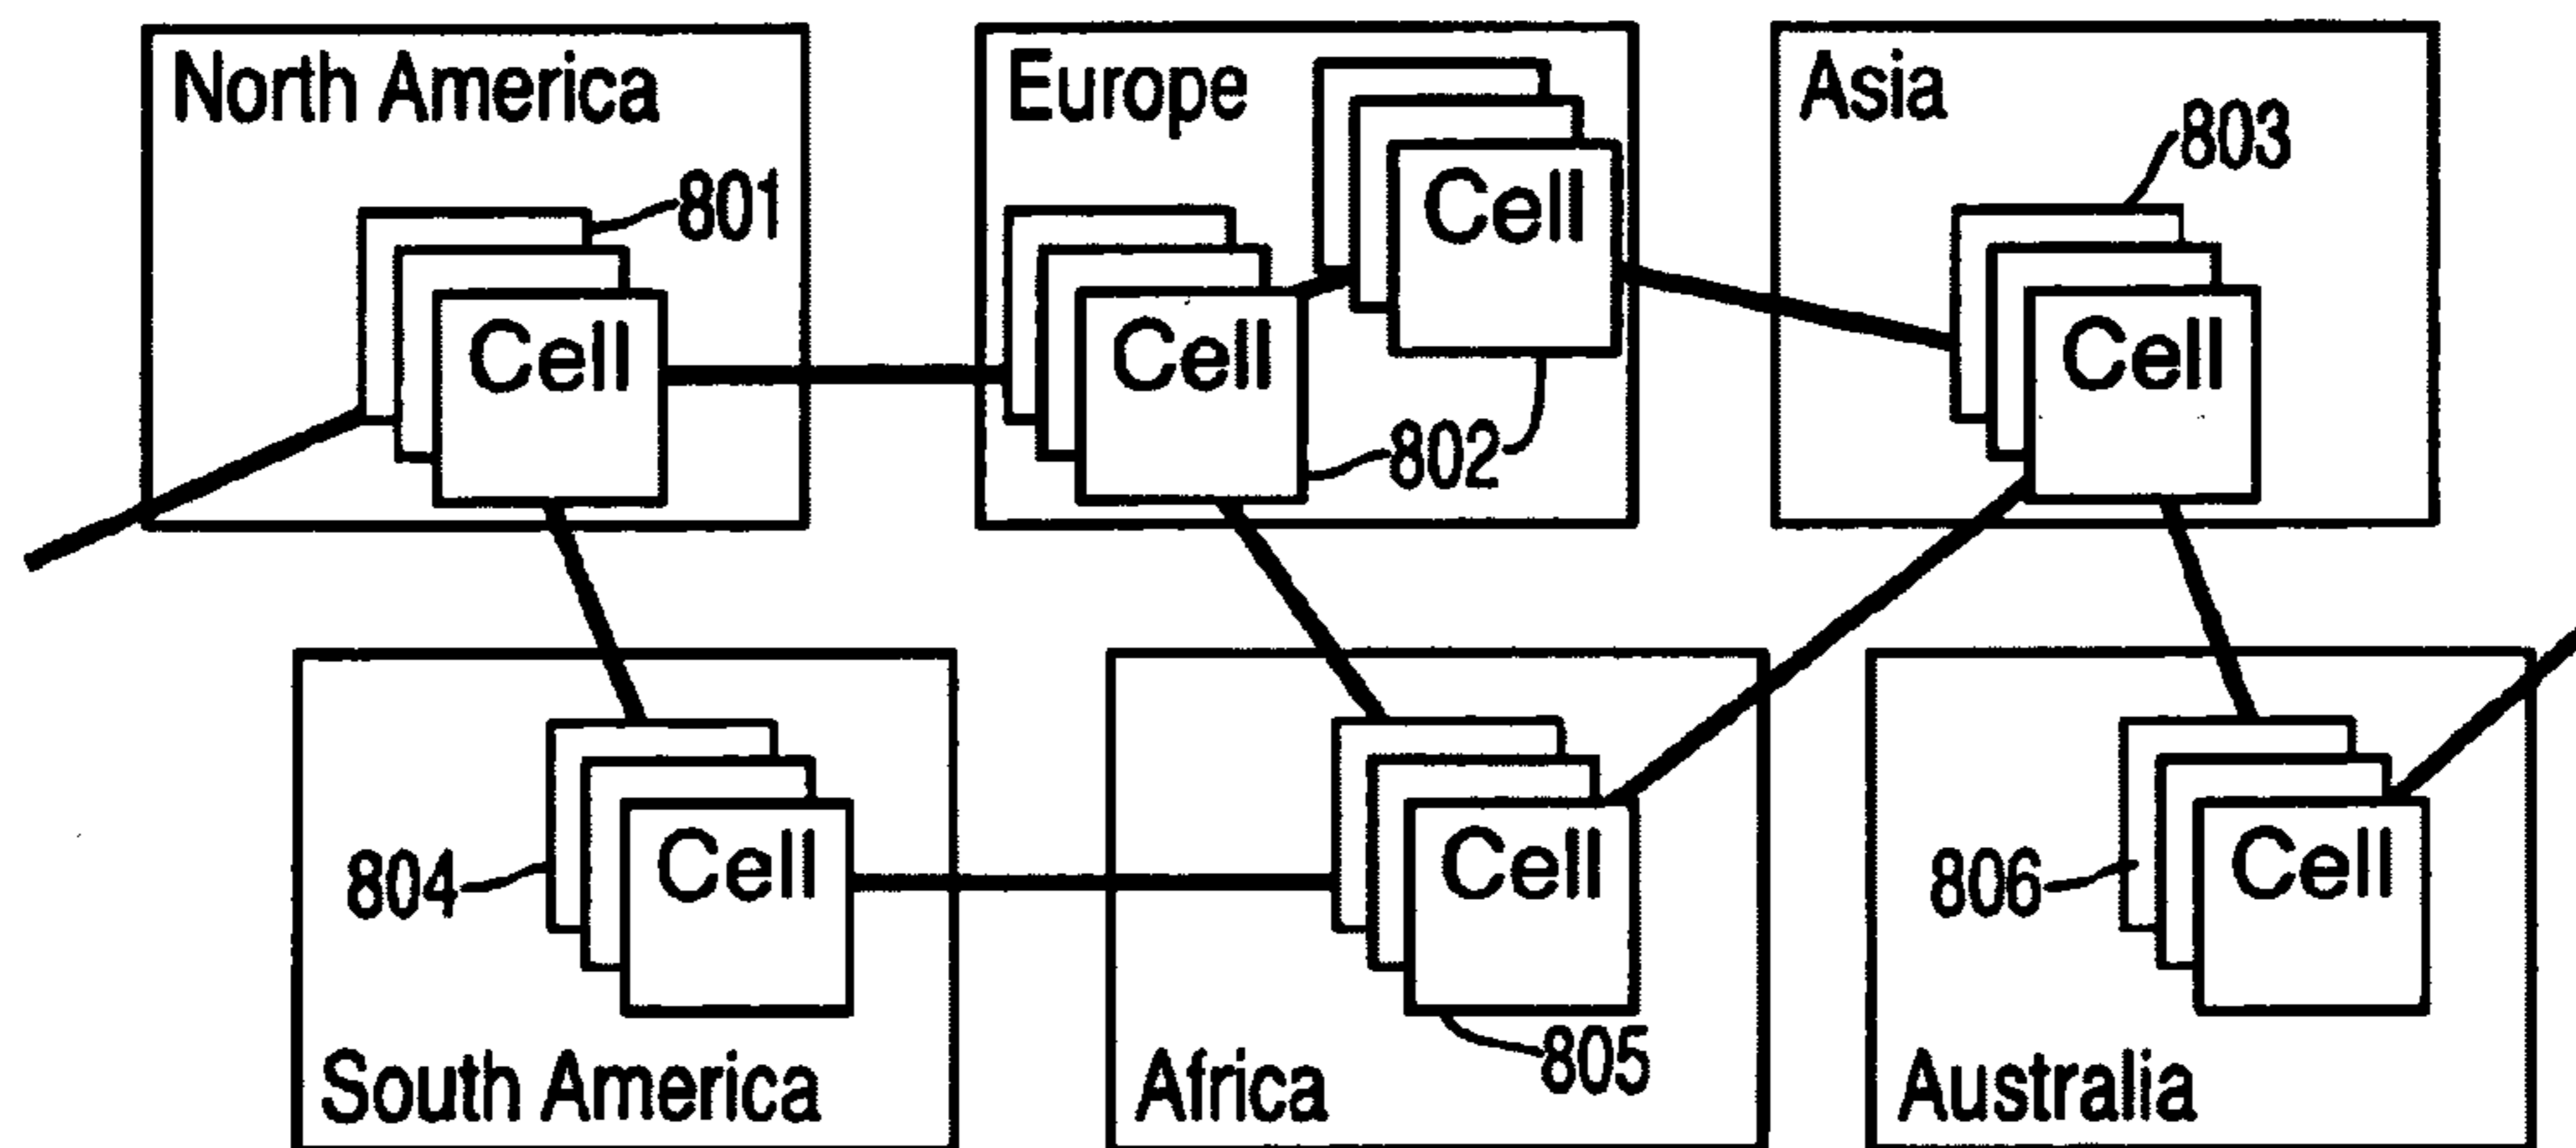 North America
801
Cell
Europe
Cell
Cell
802
Asia
803
Cell
804
Cell
South America
Cell
805
Africa
806
Cell
Australia